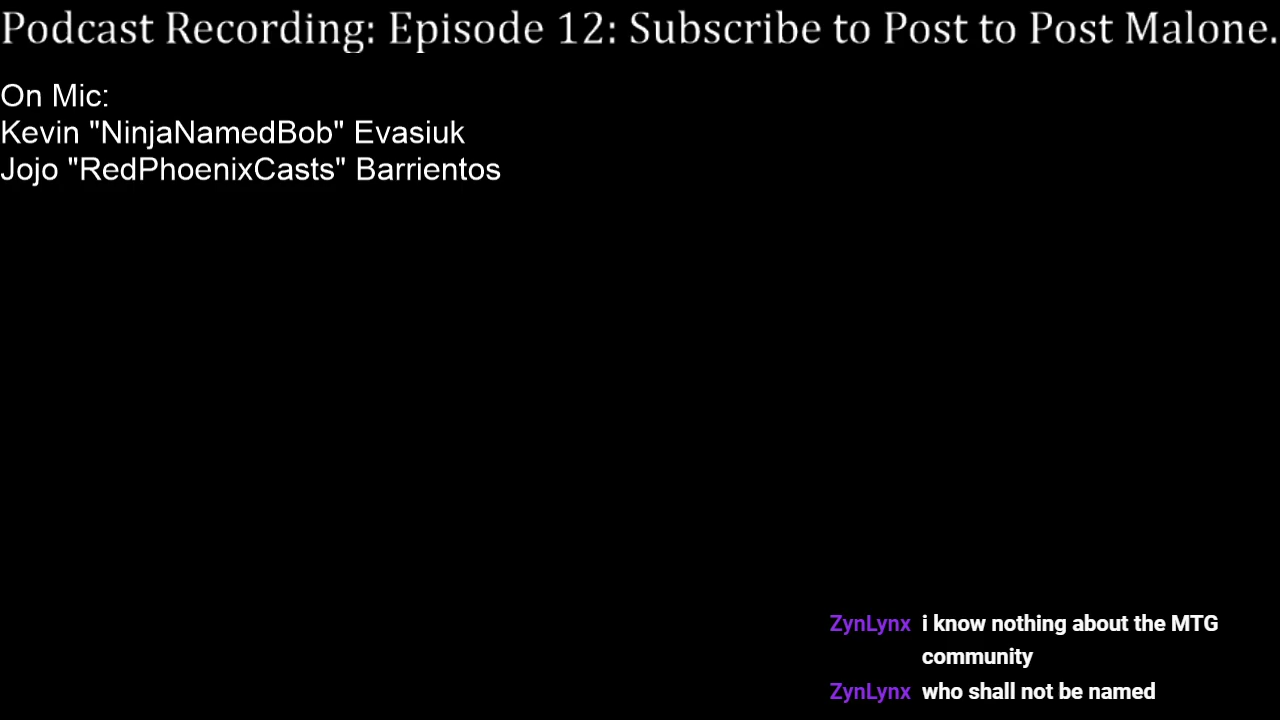 Podcast Recording: Episode 12: Subscribe to Post to Post Malone.
On Mic:
Kevin "NinjaNamedBob" Evasiuk
Jojo "RedPhoenixCasts" Barrientos
ZynLynx i know nothing about the MTG
community
ZynLynx who shall not be named